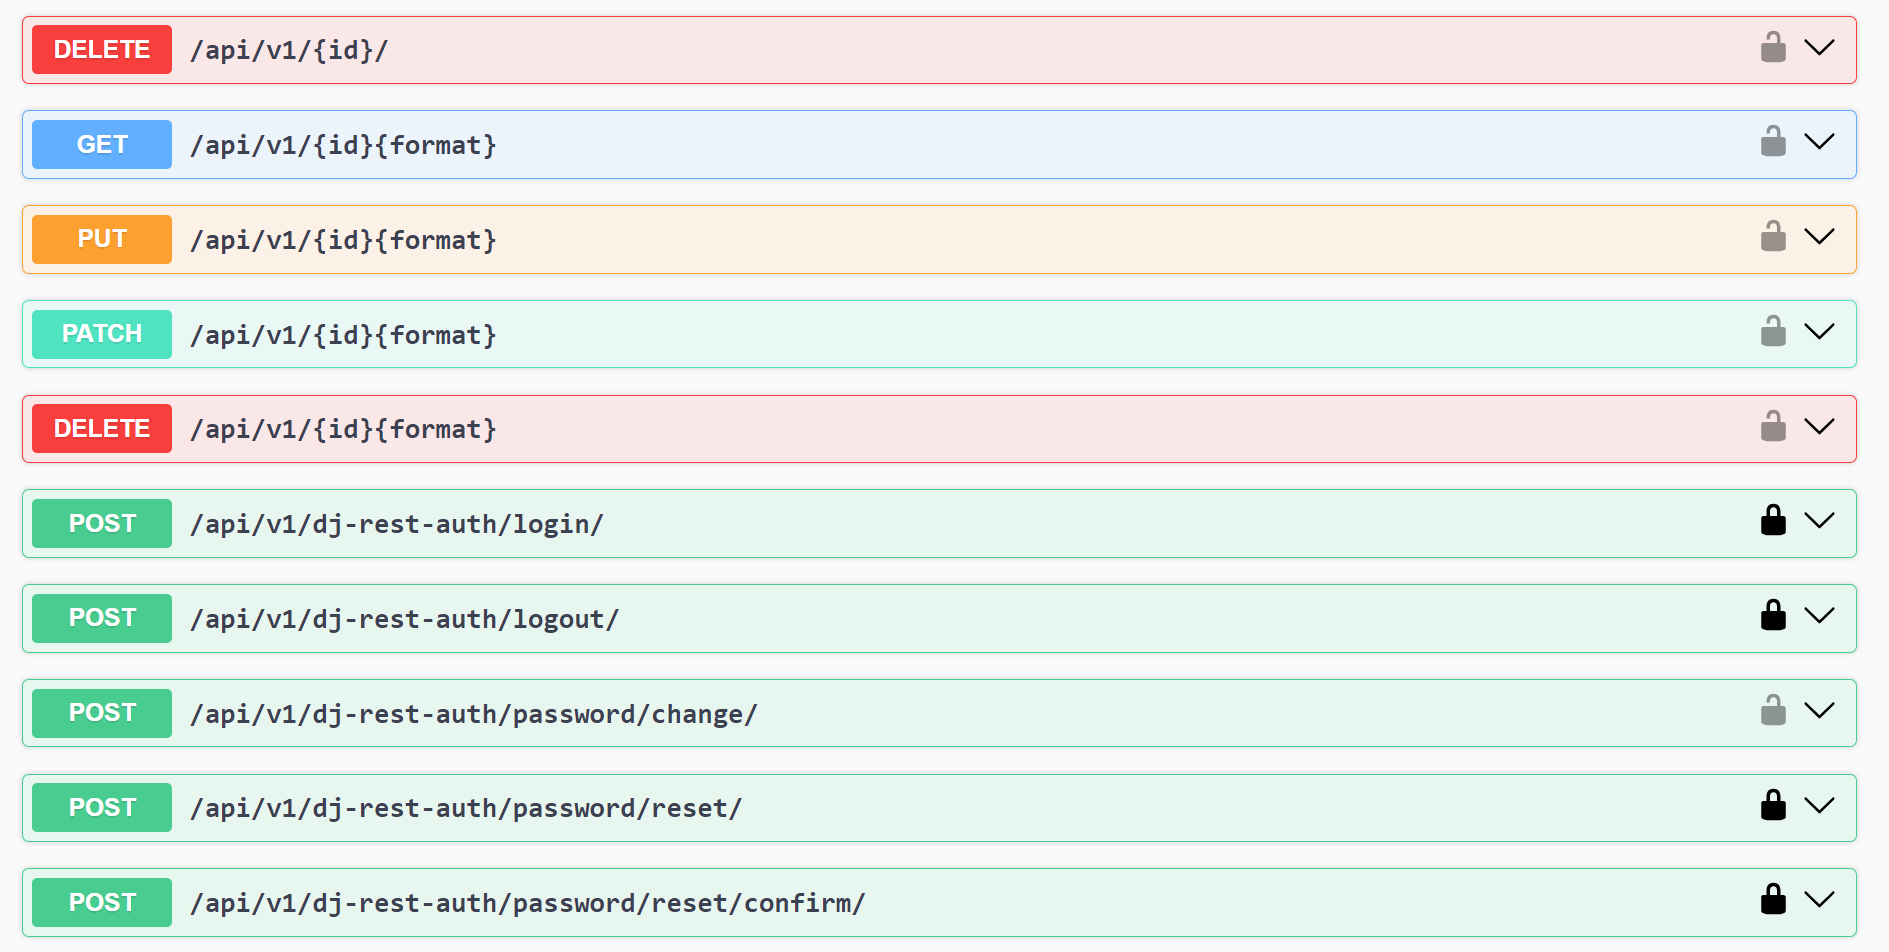 DELETE /api/v1/{id}/
GET /api/v1/{id}{format}
PUT /api/v1/{id}{format}
PATCH /api/v1/{id}{format}
DELETE /api/v1/{id}{format}
POST /api/v1/dj-rest-auth/login/
POST /api/v1/dj-rest-auth/logout/
POST /api/v1/dj-rest-auth/password/change/
POST /api/v1/dj-rest-auth/password/reset/
POST /api/v1/dj-rest-auth/password/reset/confirm/